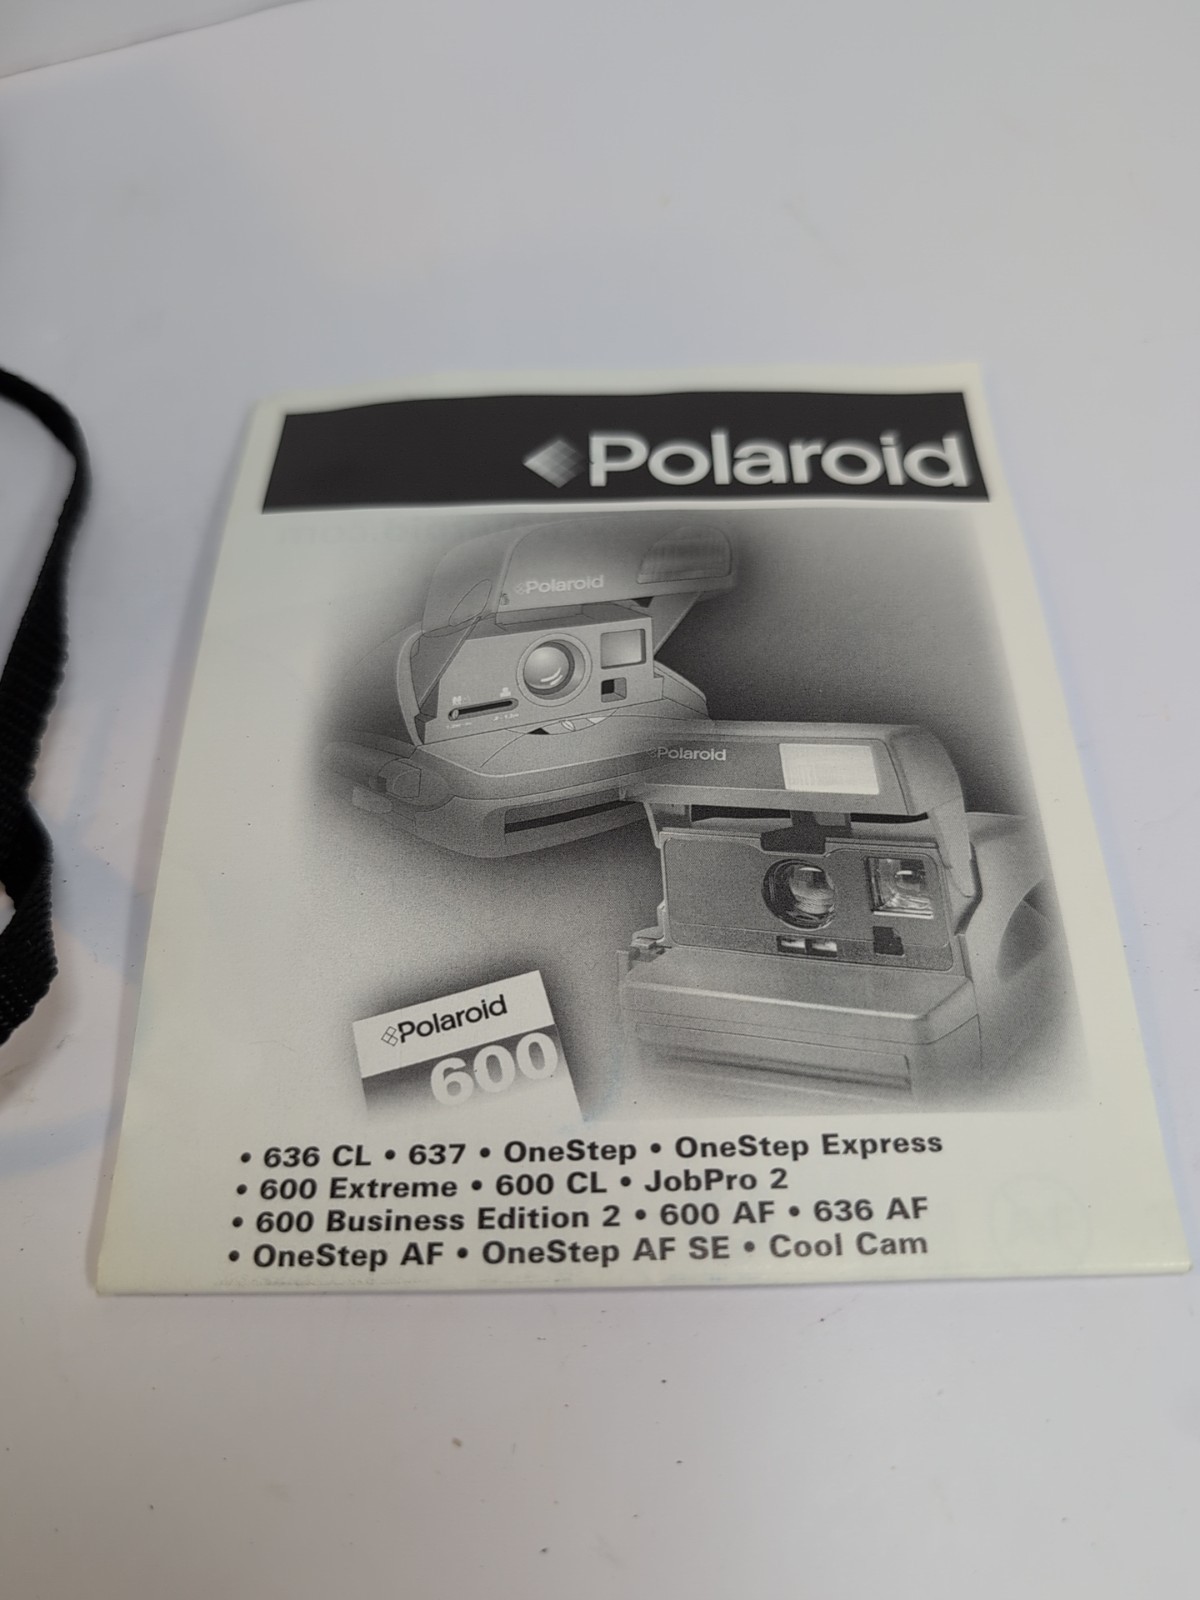 Polaroid
Polaroid
Polaroid
Polaroid
600
• 636 CL • 637 • OneStep • OneStep Express
• 600 Extreme • 600 CL • JobPro 2
• 600 Business Edition 2 • 600 AF • 636 AF
• OneStep AF • OneStep AF SE • Cool Cam